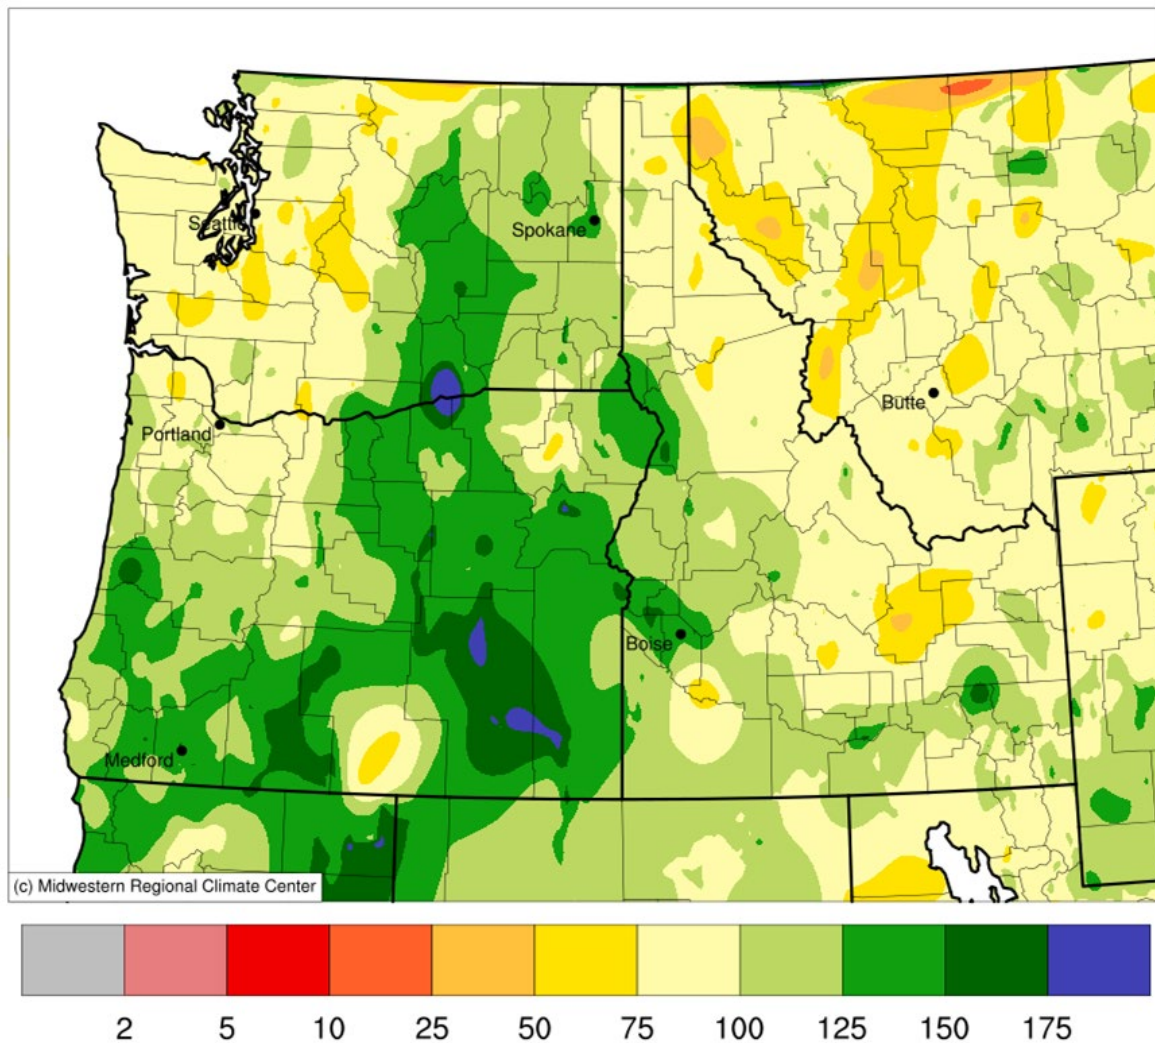 Seattle
Spokane
Butte
Portland
Boise
Medford
(c) Midwestern Regional Climate Center
2 5 10 25 50 75 100 125 150 175